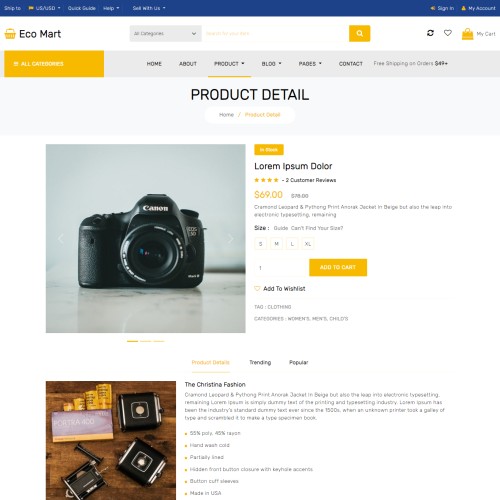 Ship to US/USD Quick Guide Help Sell With Us Sign In My Account
Eco Mart All Categories Search for your item My Cart
ALL CATEGORIES HOME ABOUT PRODUCT BLOG PAGES CONTACT Free Shipping on Orders $49+
PRODUCT DETAIL
Home / Product Detail
In Stock
Lorem Ipsum Dolor
- 2 Customer Reviews
$69.00 $78.00
Cramond Leopard & Pythong Print Anorak Jacket In Beige but also the leap into
electronic typesetting, remaining
Size : Guide Can't Find Your Size?
S M L XL
1 ADD TO CART
Add To Wishlist
TAG : CLOTHING
CATEGORIES : WOMEN'S, MEN'S, CHILD'S
Canon
EOS
5D
Product Details Trending Popular
The Christina Fashion
Cramond Leopard & Pythong Print Anorak Jacket In Beige but also the leap into electronic typesetting,
remaining Lorem Ipsum is simply dummy text of the printing and typesetting industry. Lorem Ipsum has
been the industry's standard dummy text ever since the 1500s, when an unknown printer took a galley of
type and scrambled it to make a type specimen book.
55% poly, 45% rayon
Hand wash cold
Partially lined
Hidden front button closure with keyhole accents
Button cuff sleeves
Made in USA
PORTRA 800